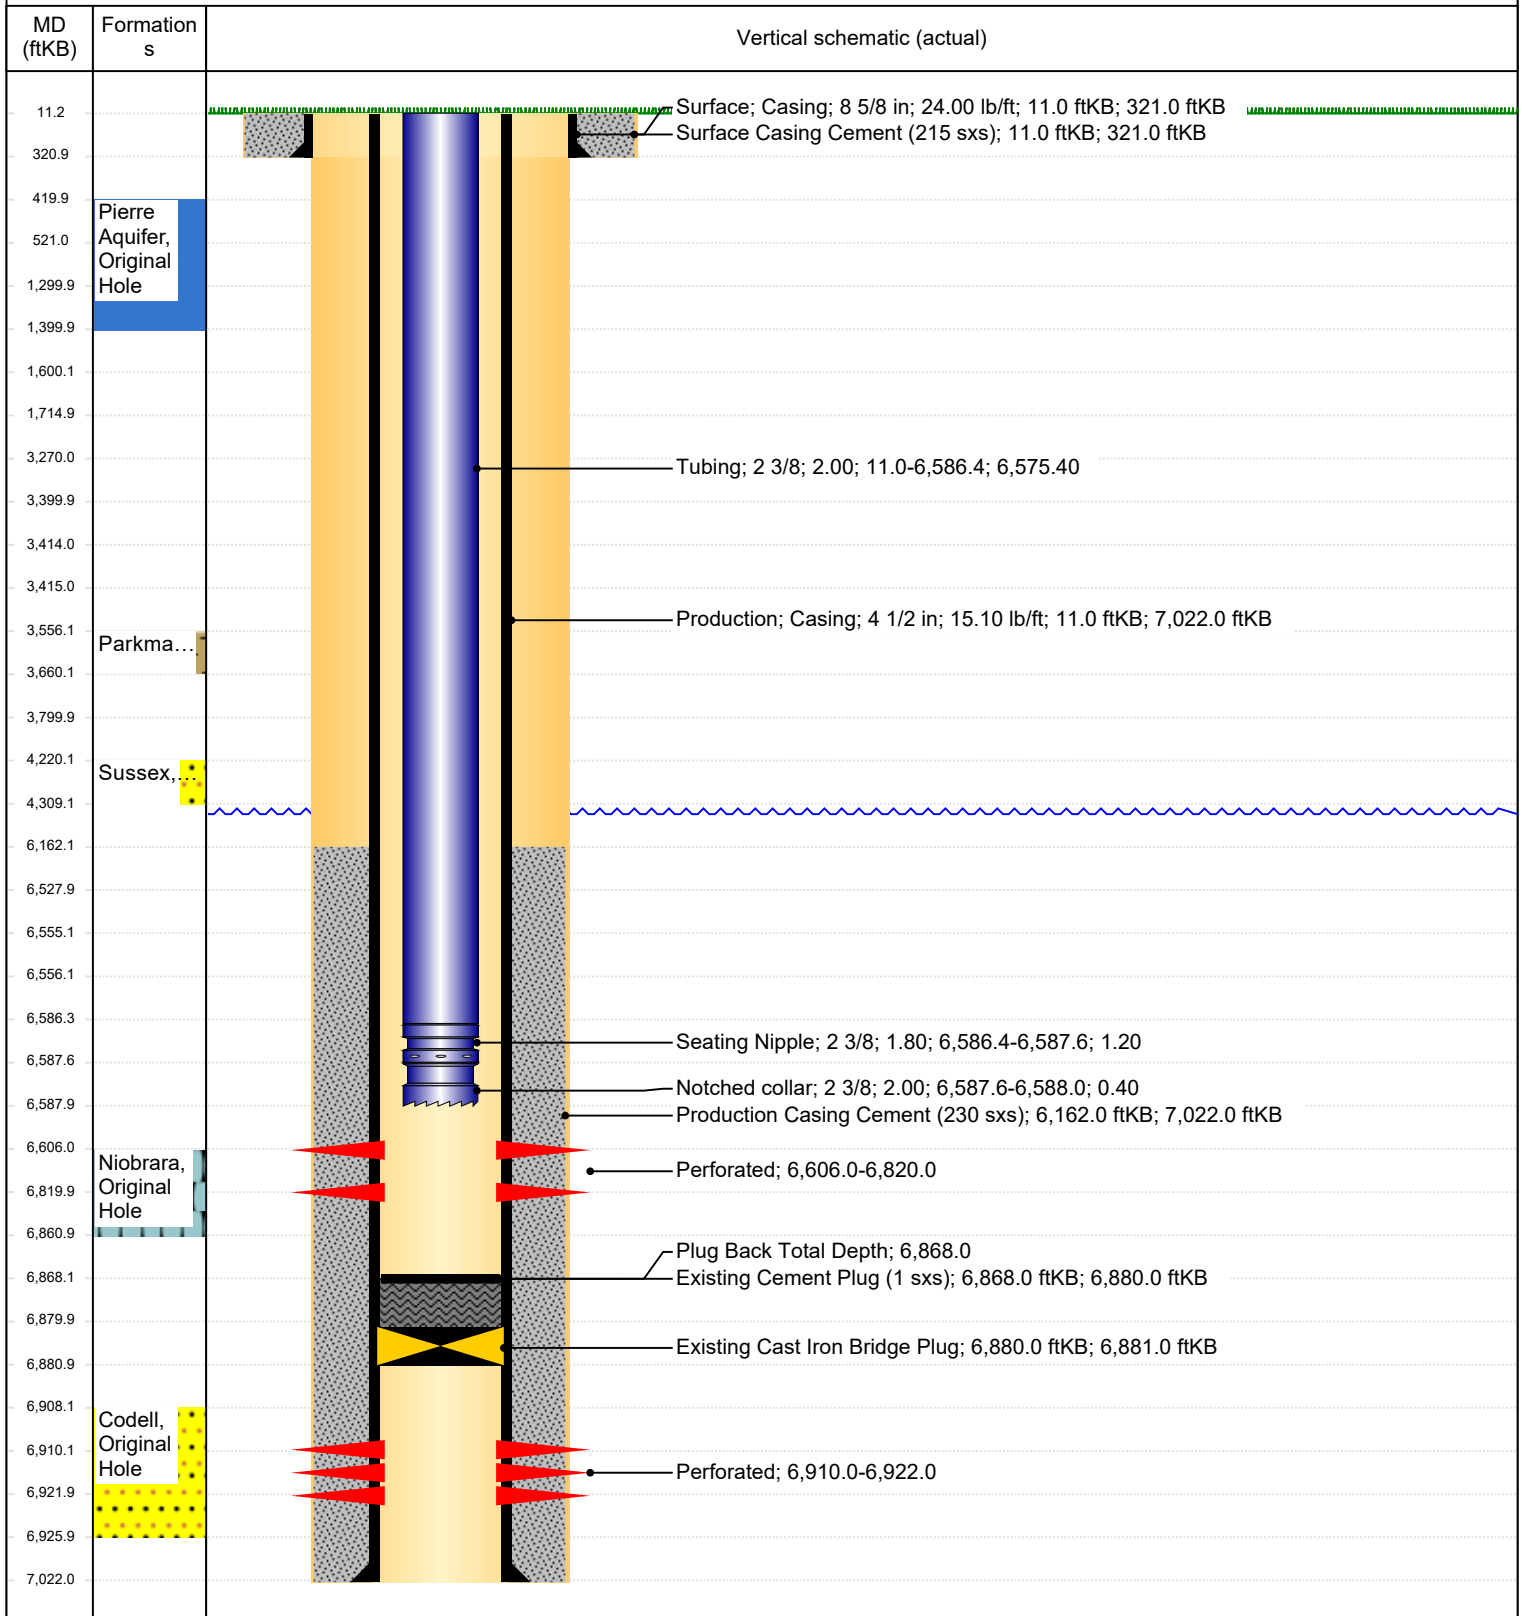 MD
(ftKB)
Formation
s
Vertical schematic (actual)
11.2
Surface; Casing; 8 5/8 in; 24.00 lb/ft; 11.0 ftKB; 321.0 ftKB
Surface Casing Cement (215 sxs); 11.0 ftKB; 321.0 ftKB
320.9
419.9
Pierre
Aquifer,
Original
Hole
521.0
1,299.9
1,399.9
1,600.1
1,714.9
3,270.0
Tubing; 2 3/8; 2.00; 11.0-6,586.4; 6,575.40
3,399.9
3,414.0
3,415.0
Production; Casing; 4 1/2 in; 15.10 lb/ft; 11.0 ftKB; 7,022.0 ftKB
3,556.1
Parkma...
3,660.1
3,799.9
4,220.1
Sussex,...
4,309.1
6,162.1
6,527.9
6,555.1
6,556.1
6,586.3
Seating Nipple; 2 3/8; 1.80; 6,586.4-6,587.6; 1.20
6,587.6
Notched collar; 2 3/8; 2.00; 6,587.6-6,588.0; 0.40
6,587.9
Production Casing Cement (230 sxs); 6,162.0 ftKB; 7,022.0 ftKB
6,606.0
Niobrara,
Original
Hole
Perforated; 6,606.0-6,820.0
6,819.9
6,860.9
Plug Back Total Depth; 6,868.0
6,868.1
Existing Cement Plug (1 sxs); 6,868.0 ftKB; 6,880.0 ftKB
6,879.9
Existing Cast Iron Bridge Plug; 6,880.0 ftKB; 6,881.0 ftKB
6,880.9
6,908.1
Codell,
Original
Hole
6,910.1
Perforated; 6,910.0-6,922.0
6,921.9
6,925.9
7,022.0